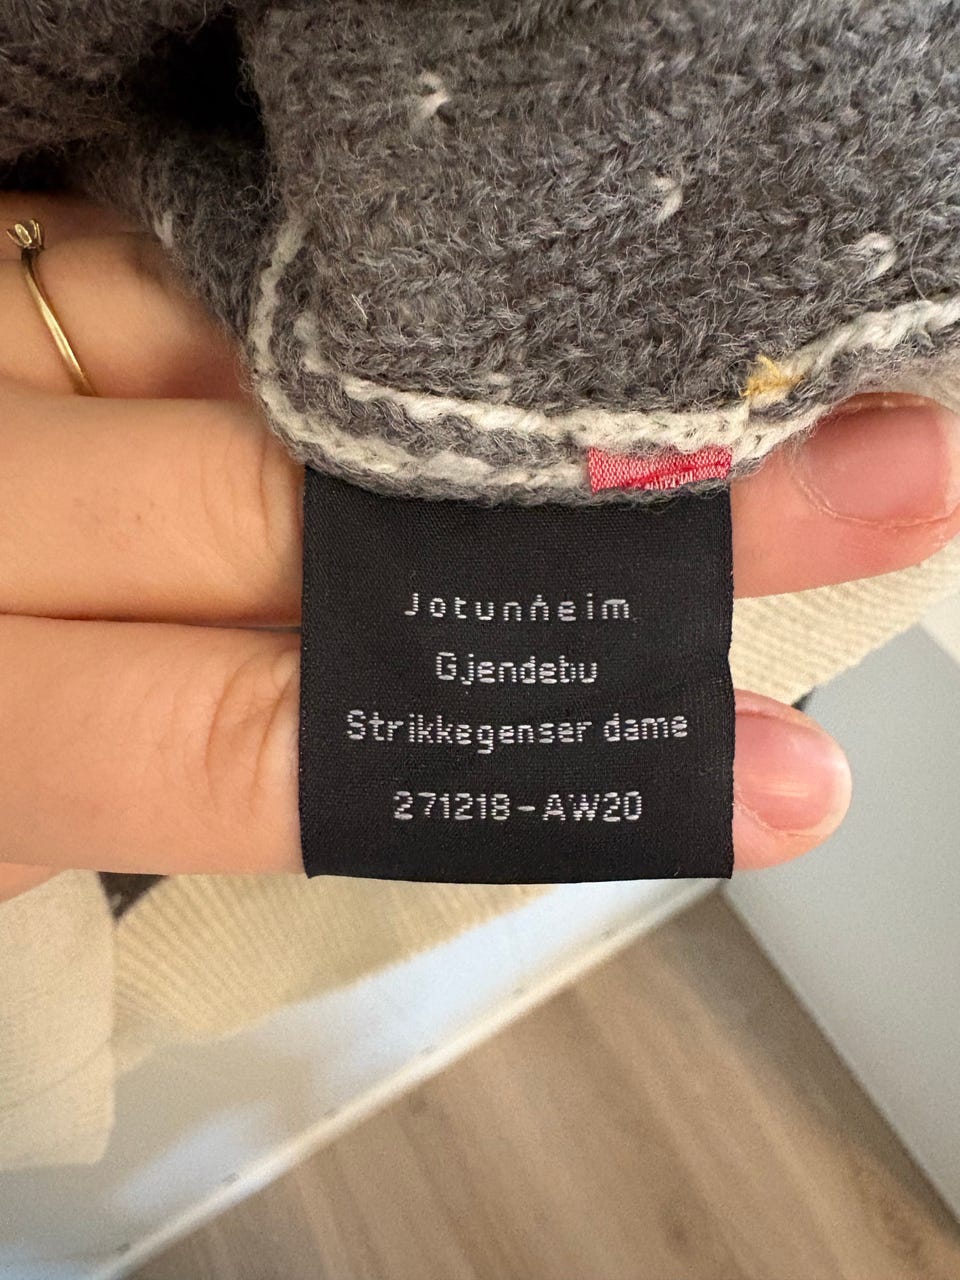 Jotunheim
Gjendebu
Strikkegenser dame
271218-AW20